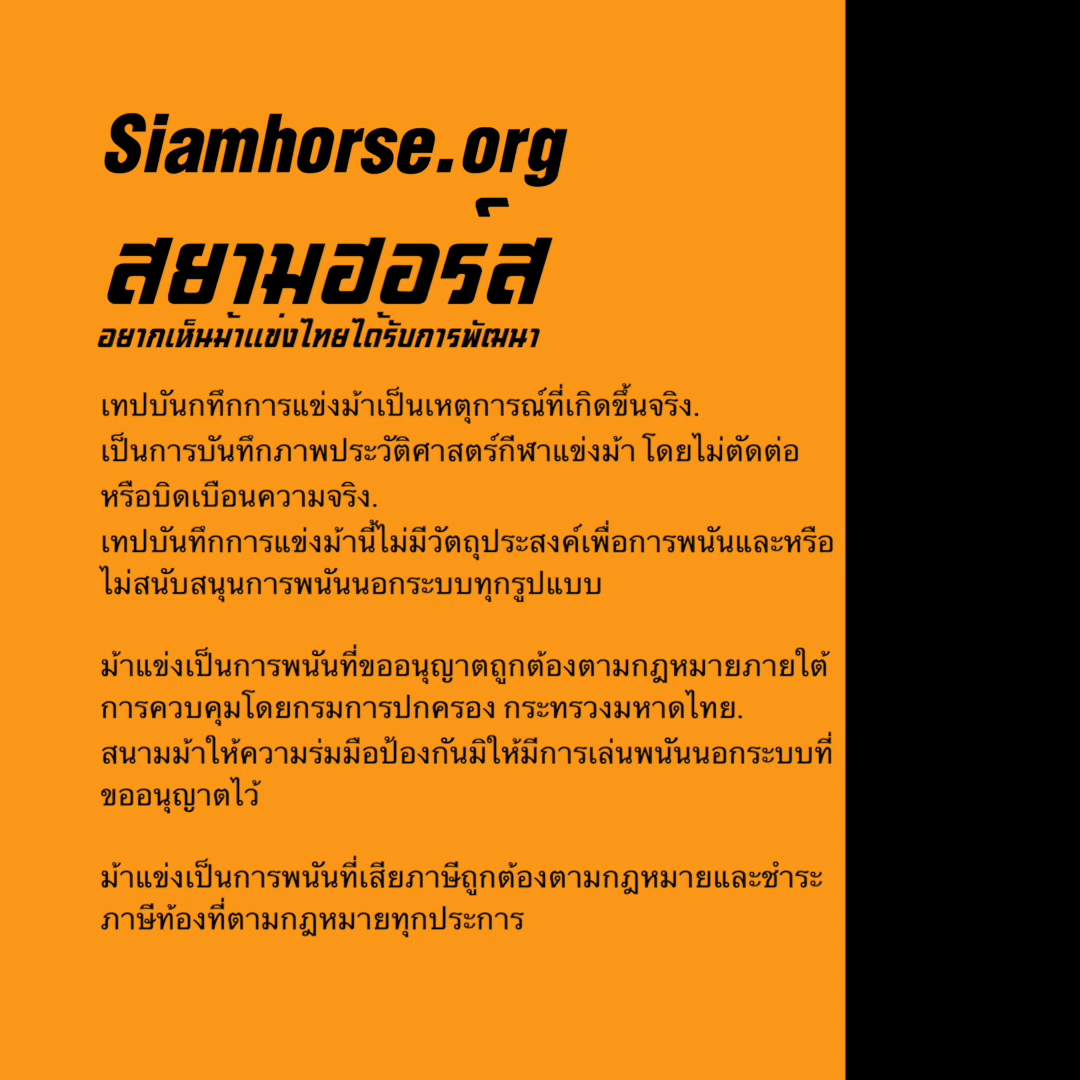 Siamhorse.org
สยามฮอร์ส
อยากเห็นม้าแข่งไทยได้รับการพัฒนา
เทปบันกทึกการแข่งม้าเป็นเหตุการณ์ที่เกิดขึ้นจริง.
เป็นการบันทึกภาพประวัติศาสตร์กีฬาแข่งม้า โดยไม่ตัดต่อ
หรือบิดเบือนความจริง.
เทปบันทึกการแข่งม้านี้ไม่มีวัตถุประสงค์เพื่อการพนันและหรือ
ไม่สนับสนุนการพนันนอกระบบทุกรูปแบบ
ม้าแข่งเป็นการพนันที่ขออนุญาตถูกต้องตามกฎหมายภายใต้
การควบคุมโดยกรมการปกครอง กระทรวงมหาดไทย.
สนามม้าให้ความร่มมือป้องกันมิให้มีการเล่นพนันนอกระบบที่
ขออนุญาตไว้
ม้าแข่งเป็นการพนันที่เสียภาษีถูกต้องตามกฎหมายและชำระ
ภาษีท้องที่ตามกฎหมายทุกประการ